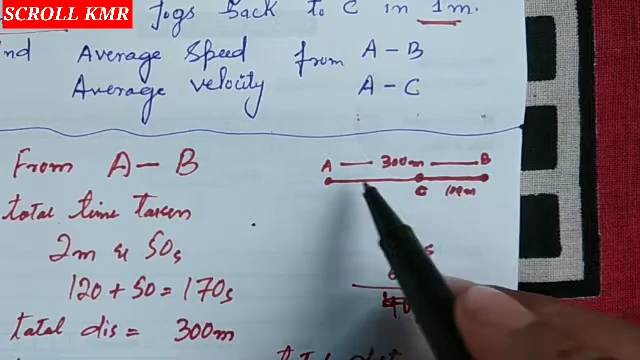 SCROLL KMR
Jogs Back to C in 1m.
nd Average Speed from A - B
Average velocity A - C
From A - B
A 300m B
C 100m
total time taken
2m & 50s
120 + 50 = 170s
total dis = 300m